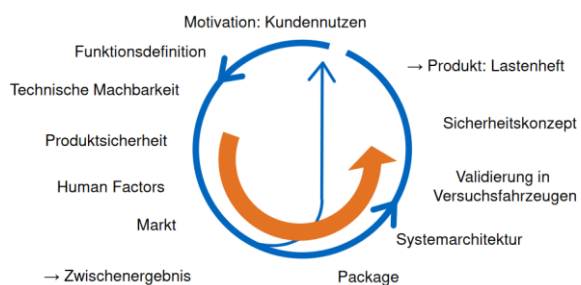 Motivation: Kundennutzen
Funktionsdefinition
Technische Machbarkeit
Produktsicherheit
Human Factors
Markt
→ Zwischenergebnis
Package
Systemarchitektur
Validierung in
Versuchsfahrzeugen
Sicherheitskonzept
→ Produkt: Lastenheft